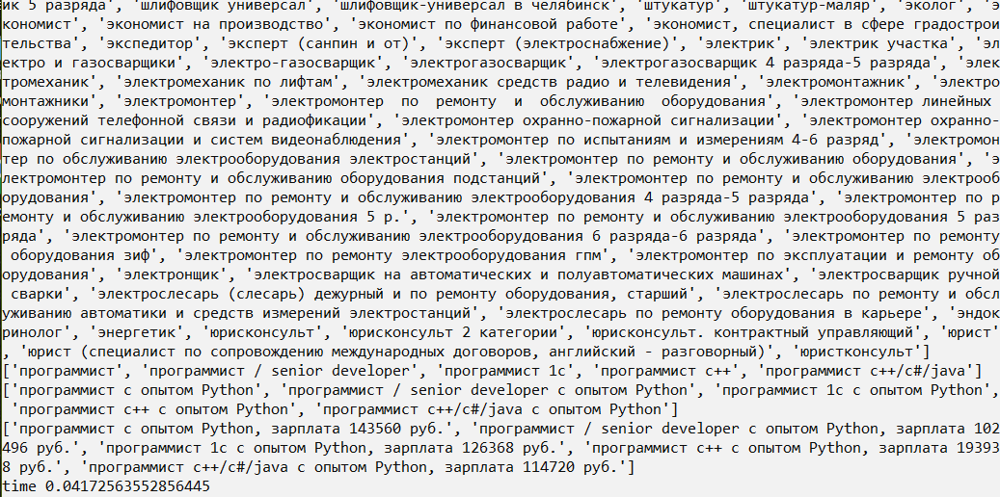 ик 5 разряда', 'шлифовщик универсал', 'шлифовщик-универсал в челябинск', 'штукатур', 'штукатур-маляр', 'эколог', 'э
кономист', 'экономист на производство', 'экономист по финансовой работе', 'экономист, специалист в сфере градострои
тельства', 'экспедитор', 'эксперт (санпин и от)', 'эксперт (электроснабжение)', 'электрик', 'электрик участка', 'эл
ектро и газосварщики', 'электро-газосварщик', 'электрогазосварщик', 'электрогазосварщик 4 разряда-5 разряда', 'элек
тромеханик', 'электромеханик по лифтам', 'электромеханик средств радио и телевидения', 'электромонтажник', 'электро
монтажники', 'электромонтер', 'электромонтер по ремонту и обслуживанию оборудования', 'электромонтер линейных
сооружений телефонной связи и радиофикации', 'электромонтер охранно-пожарной сигнализации', 'электромонтер охранно-
пожарной сигнализации и систем видеонаблюдения', 'электромонтер по испытаниям и измерениям 4-6 разряд', 'электромон
тер по обслуживанию электрооборудования электростанций', 'электромонтер по ремонту и обслуживанию оборудования', 'э
лектромонтер по ремонту и обслуживанию оборудования подстанций', 'электромонтер по ремонту и обслуживанию электрооб
орудования', 'электромонтер по ремонту и обслуживанию электрооборудования 4 разряда-5 разряда', 'электромонтер по р
емонту и обслуживанию электрооборудования 5 р.', 'электромонтер по ремонту и обслуживанию электрооборудования 5 раз
ряда', 'электромонтер по ремонту и обслуживанию электрооборудования 6 разряда-6 разряда', 'электромонтер по ремонту
оборудования зиф', 'электромонтер по ремонту электрооборудования гпм', 'электромонтер по эксплуатации и ремонту об
орудования', 'электронщик', 'электросварщик на автоматических и полуавтоматических машинах', 'электросварщик ручной
сварки', 'электрослесарь (слесарь) дежурный и по ремонту оборудования, старший', 'электрослесарь по ремонту и обсл
уживанию автоматики и средств измерений электростанций', 'электрослесарь по ремонту оборудования в карьере', 'эндок
ринолог', 'энергетик', 'юрисконсульт', 'юрисконсульт 2 категории', 'юрисконсульт. контрактный управляющий', 'юрист'
, 'юрист (специалист по сопровождению международных договоров, английский - разговорный)', 'юристконсульт']
['программист', 'программист / senior developer', 'программист 1с', 'программист c++', 'программист c++/c#/java']
['программист с опытом Python', 'программист / senior developer с опытом Python', 'программист 1с с опытом Python',
'программист c++ с опытом Python', 'программист c++/c#/java с опытом Python']
['программист с опытом Python, зарплата 143560 руб.', 'программист / senior developer с опытом Python, зарплата 102
496 руб.', 'программист 1с с опытом Python, зарплата 126368 руб.', 'программист c++ с опытом Python, зарплата 19393
8 руб.', 'программист c++/c#/java с опытом Python, зарплата 114720 руб.']
time 0.04172563552856445